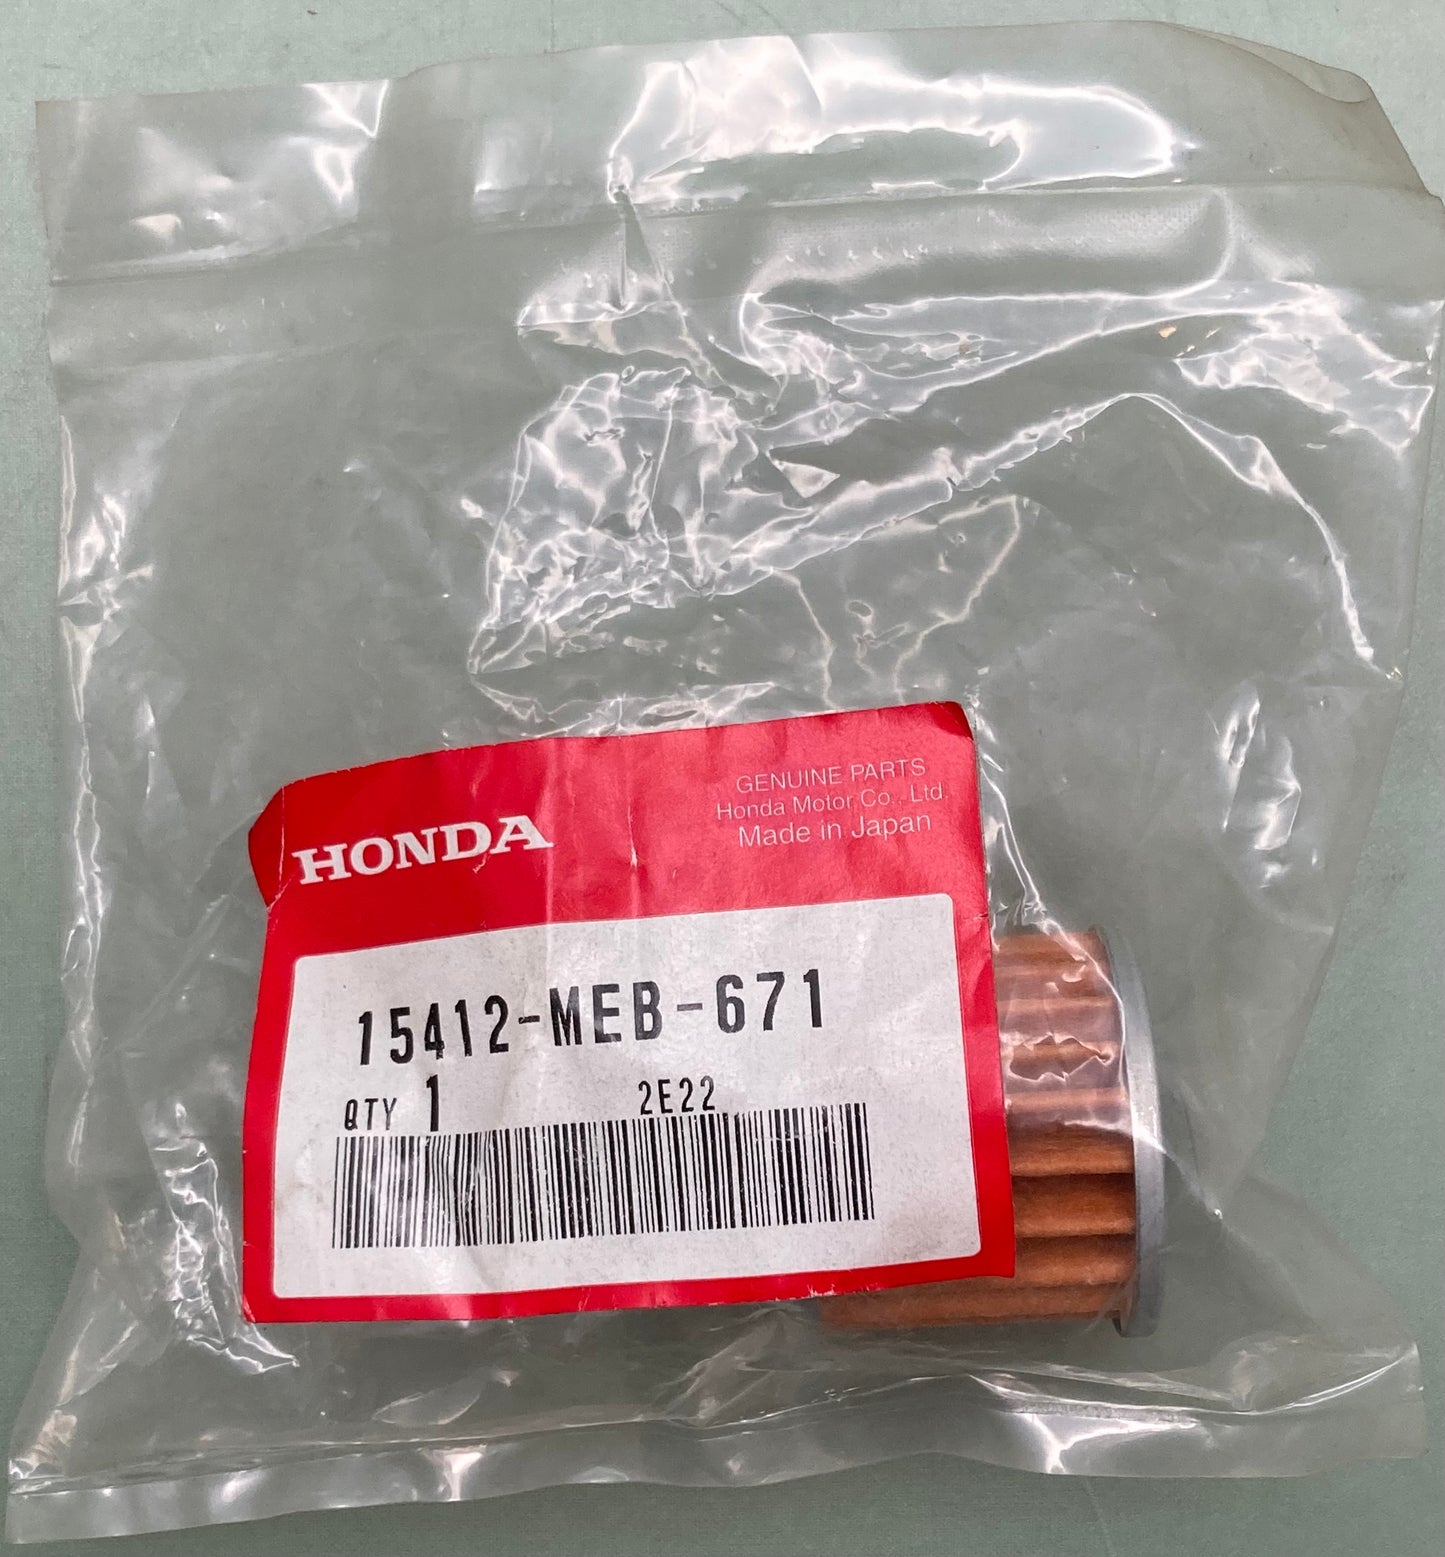 HONDA
GENUINE PARTS
Honda Motor Co., Ltd.
Made in Japan
15412-MEB-671
QTY 1 2E22